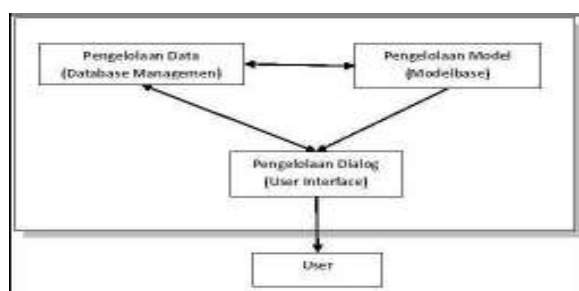 Pengelolaan Data
(Database Managemen)
Pengelolaan Model
(Modelbase)
Pengelolaan Dialog
(User Interface)
User